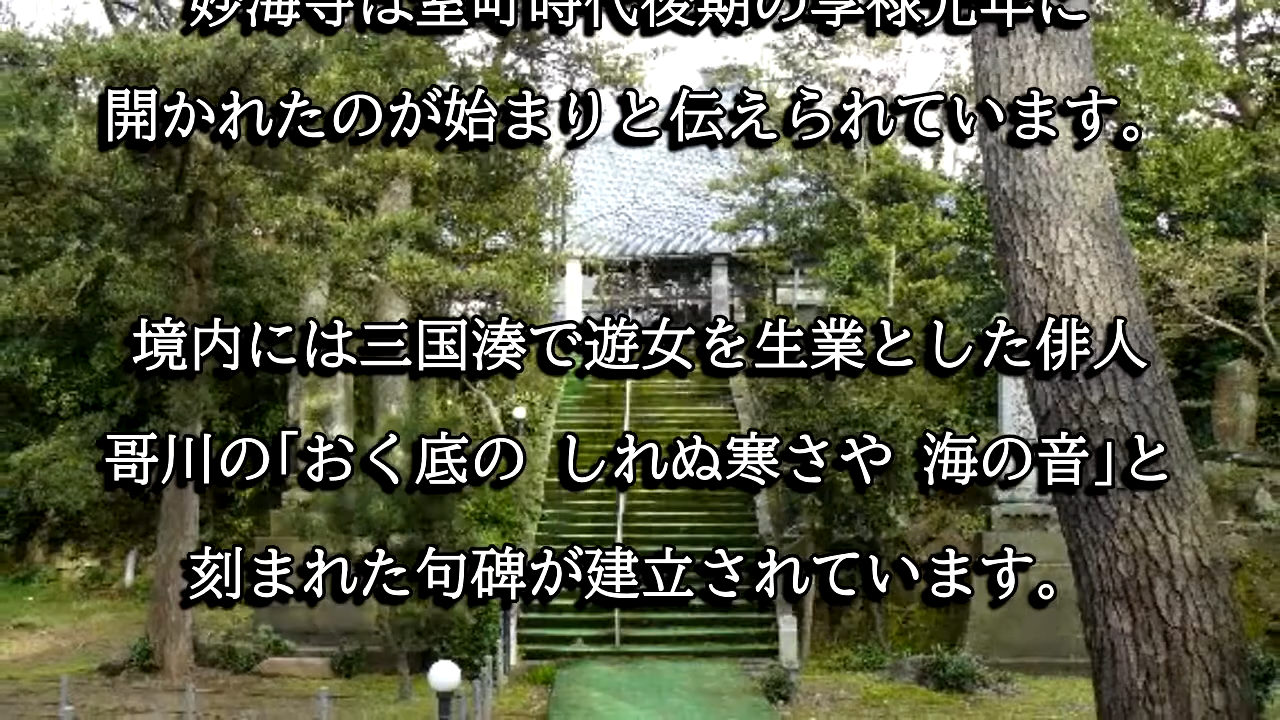 妙海寺は室町時代後期の享禄元年に
開かれたのが始まりと伝えられています。
境内には三国湊で遊女を生業とした俳人
哥川の「おく底の しれぬ寒さや 海の音」と
刻まれた句碑が建立されています。